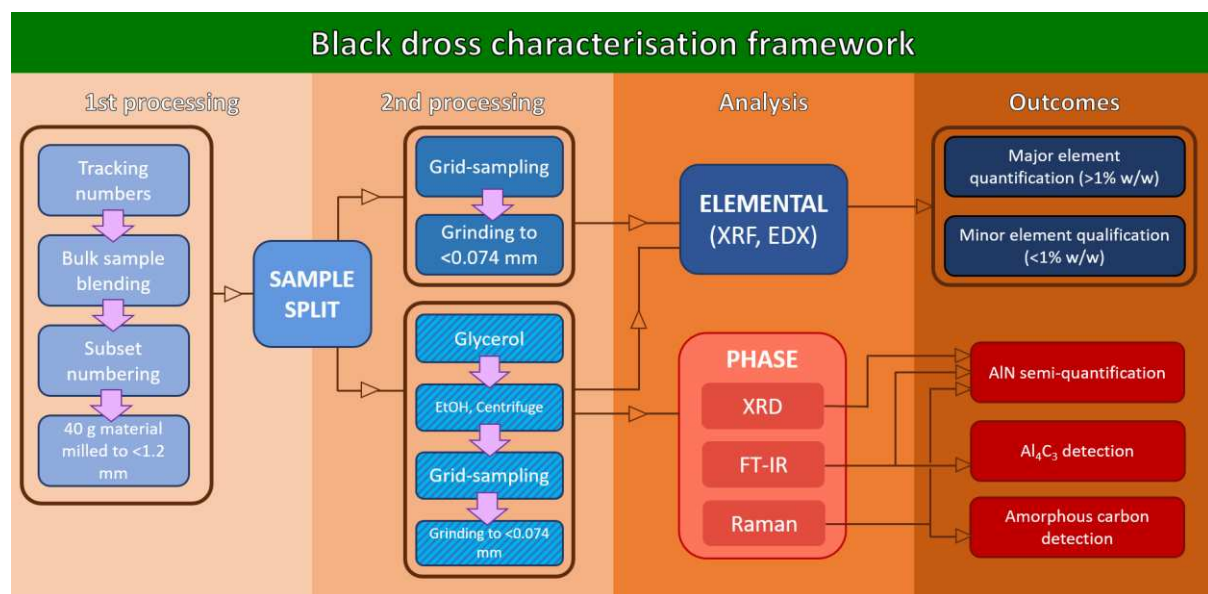 Black dross characterisation framework
1st processing
2nd processing
Analysis
Outcomes
Tracking
numbers
Bulk sample
blending
Subset
numbering
40 g material
milled to <1.2
mm
SAMPLE
SPLIT
Grid-sampling
Grinding to
<0.074 mm
Glycerol
EtOH, Centrifuge
Grid-sampling
Grinding to <0.074
mm
ELEMENTAL
(XRF, EDX)
PHASE
XRD
FT-IR
Raman
Major element
quantification (>1% w/w)
Minor element qualification
(<1% w/w)
AlN semi-quantification
Al₄C₃ detection
Amorphous carbon
detection